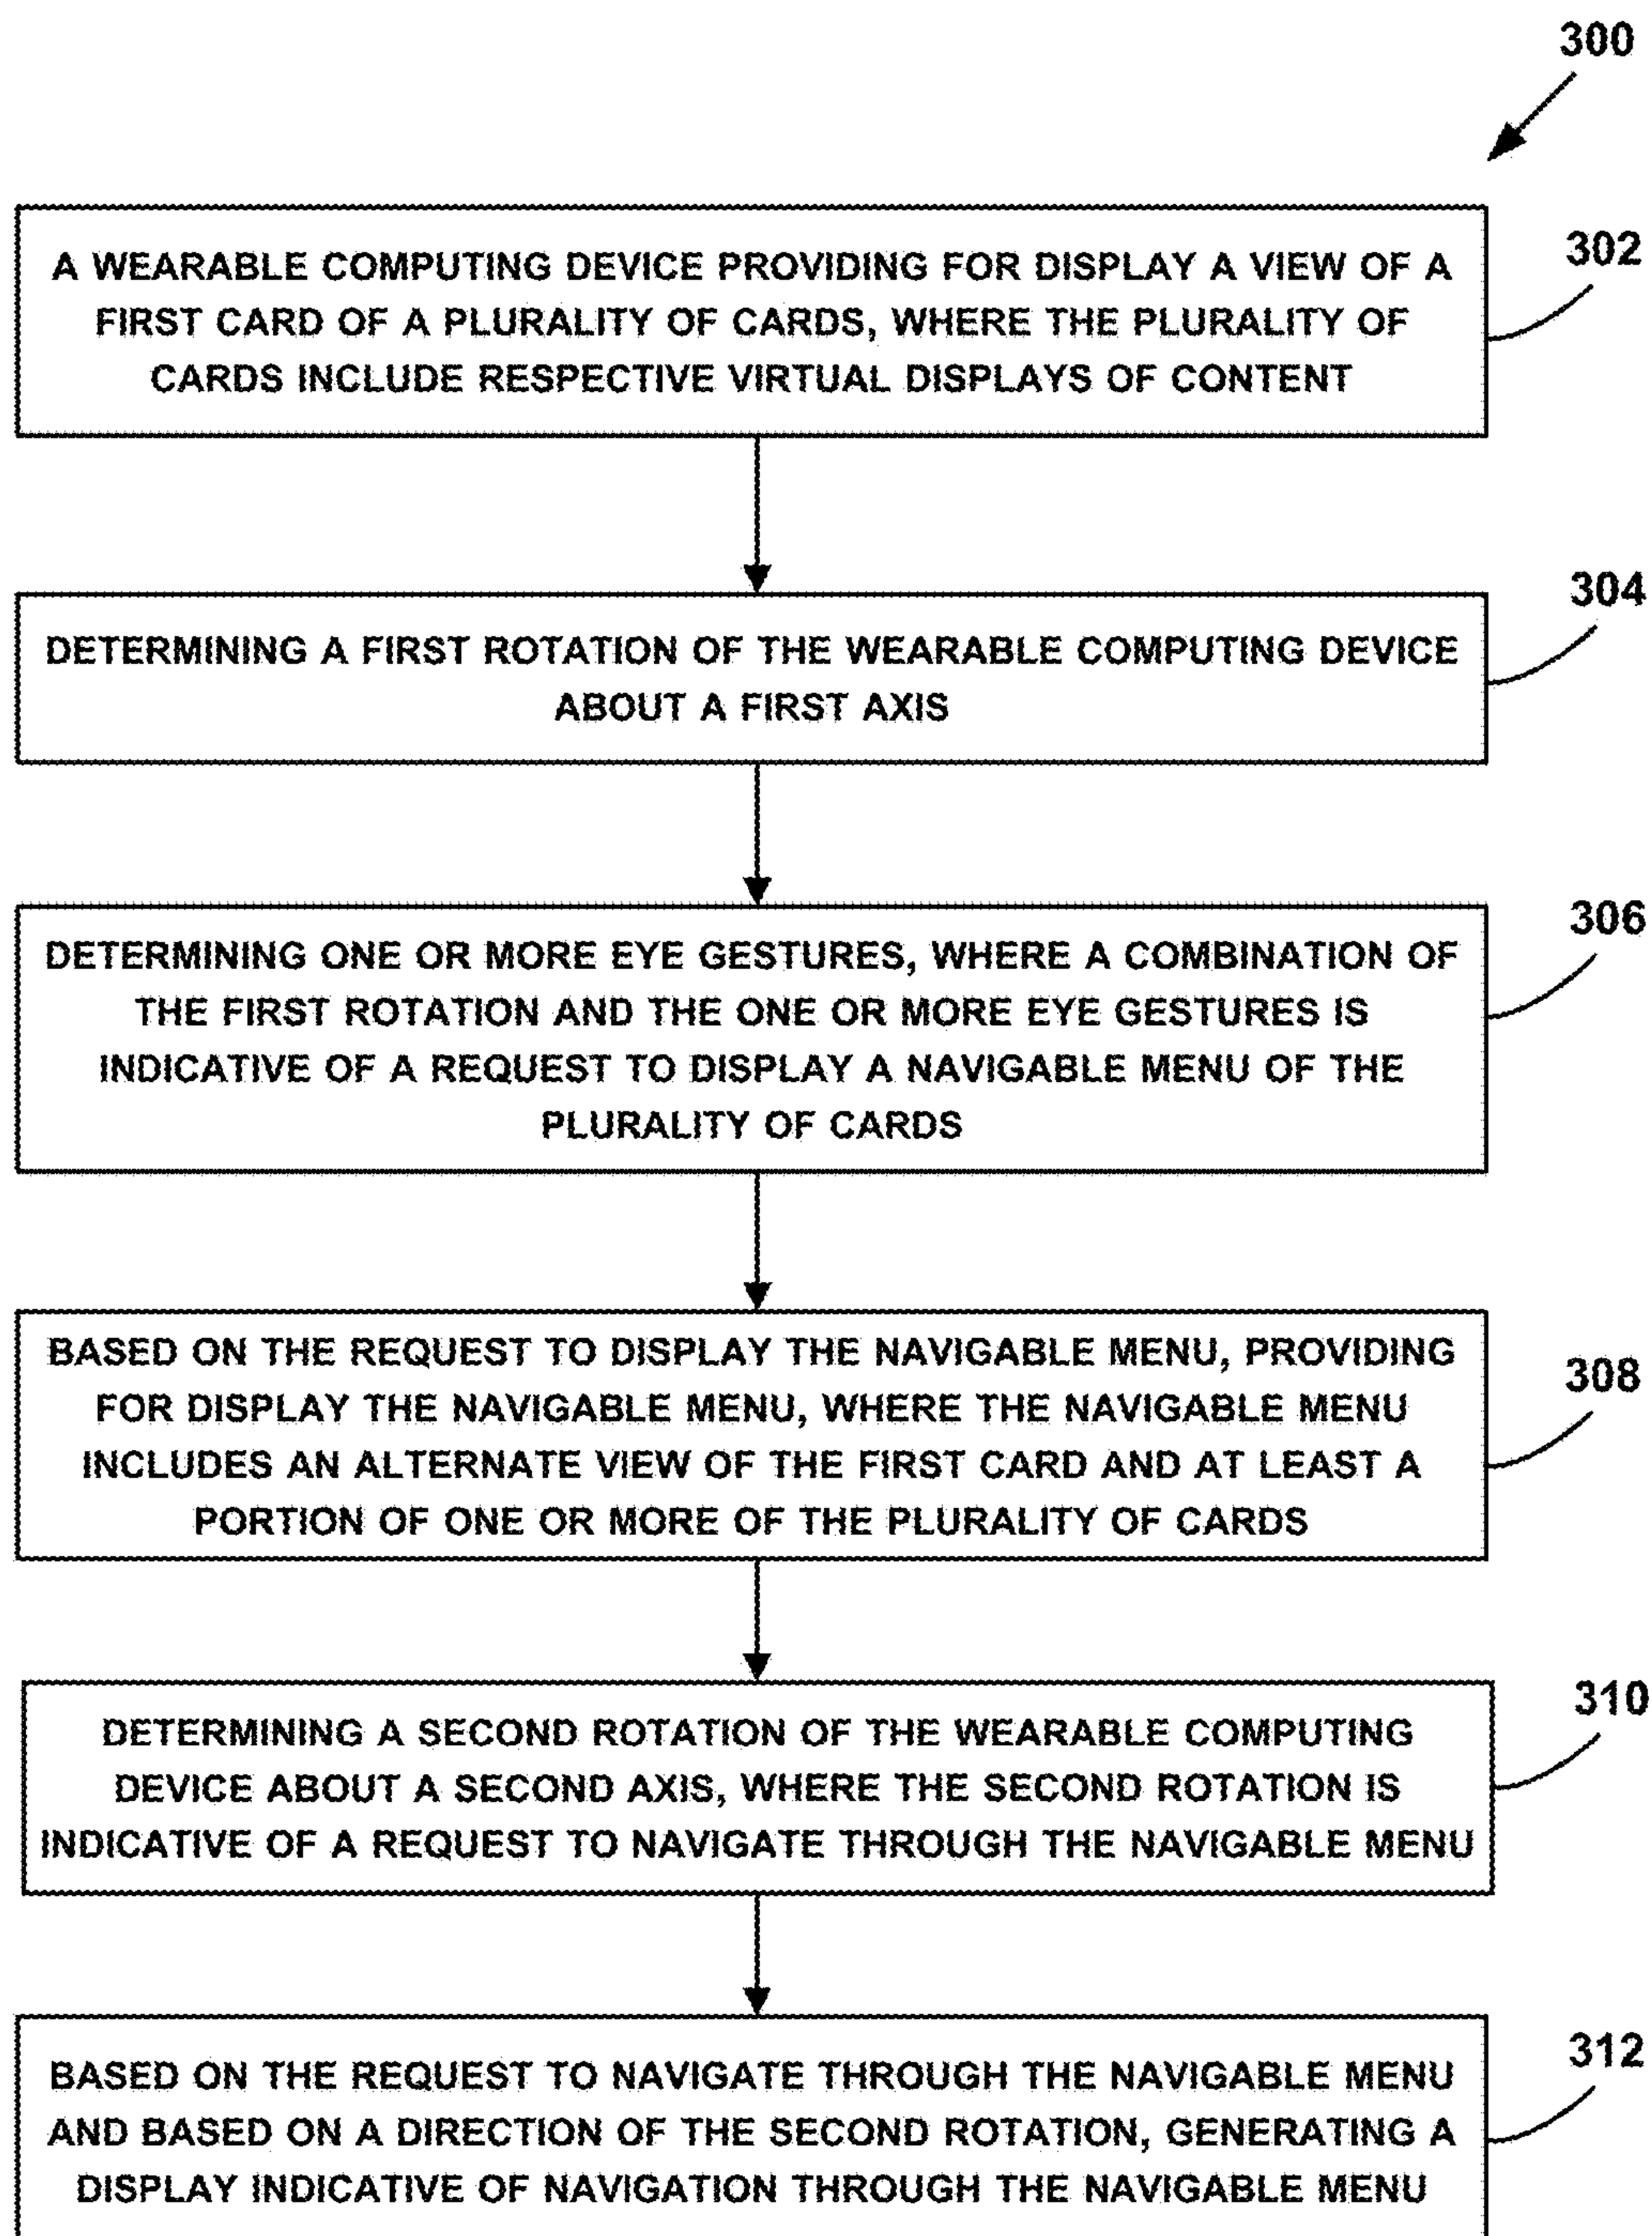 300
A WEARABLE COMPUTING DEVICE PROVIDING FOR DISPLAY A VIEW OF A
FIRST CARD OF A PLURALITY OF CARDS, WHERE THE PLURALITY OF
CARDS INCLUDE RESPECTIVE VIRTUAL DISPLAYS OF CONTENT
302
DETERMINING A FIRST ROTATION OF THE WEARABLE COMPUTING DEVICE
ABOUT A FIRST AXIS
304
DETERMINING ONE OR MORE EYE GESTURES, WHERE A COMBINATION OF
THE FIRST ROTATION AND THE ONE OR MORE EYE GESTURES IS
INDICATIVE OF A REQUEST TO DISPLAY A NAVIGABLE MENU OF THE
PLURALITY OF CARDS
306
BASED ON THE REQUEST TO DISPLAY THE NAVIGABLE MENU, PROVIDING
FOR DISPLAY THE NAVIGABLE MENU, WHERE THE NAVIGABLE MENU
INCLUDES AN ALTERNATE VIEW OF THE FIRST CARD AND AT LEAST A
PORTION OF ONE OR MORE OF THE PLURALITY OF CARDS
308
DETERMINING A SECOND ROTATION OF THE WEARABLE COMPUTING
DEVICE ABOUT A SECOND AXIS, WHERE THE SECOND ROTATION IS
INDICATIVE OF A REQUEST TO NAVIGATE THROUGH THE NAVIGABLE MENU
310
BASED ON THE REQUEST TO NAVIGATE THROUGH THE NAVIGABLE MENU
AND BASED ON A DIRECTION OF THE SECOND ROTATION, GENERATING A
DISPLAY INDICATIVE OF NAVIGATION THROUGH THE NAVIGABLE MENU
312